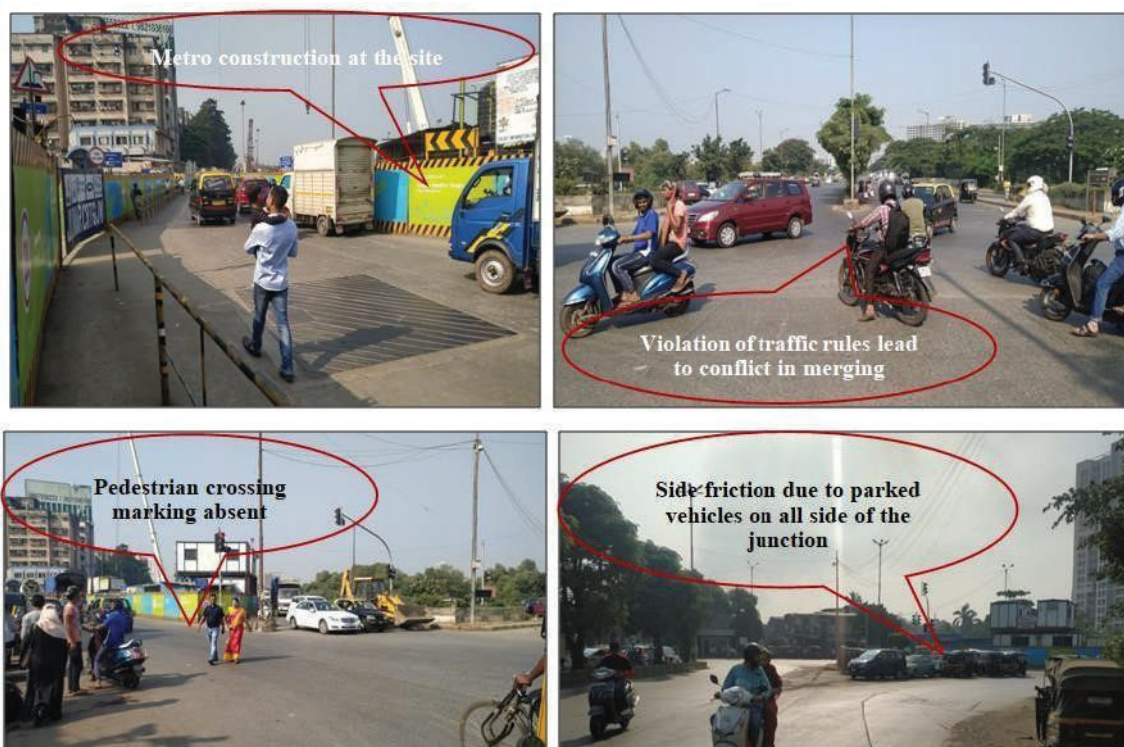 Metro construction at the site
Violation of traffic rules lead
to conflict in merging
Pedestrian crossing
marking absent
Side friction due to parked
vehicles on all side of the
junction